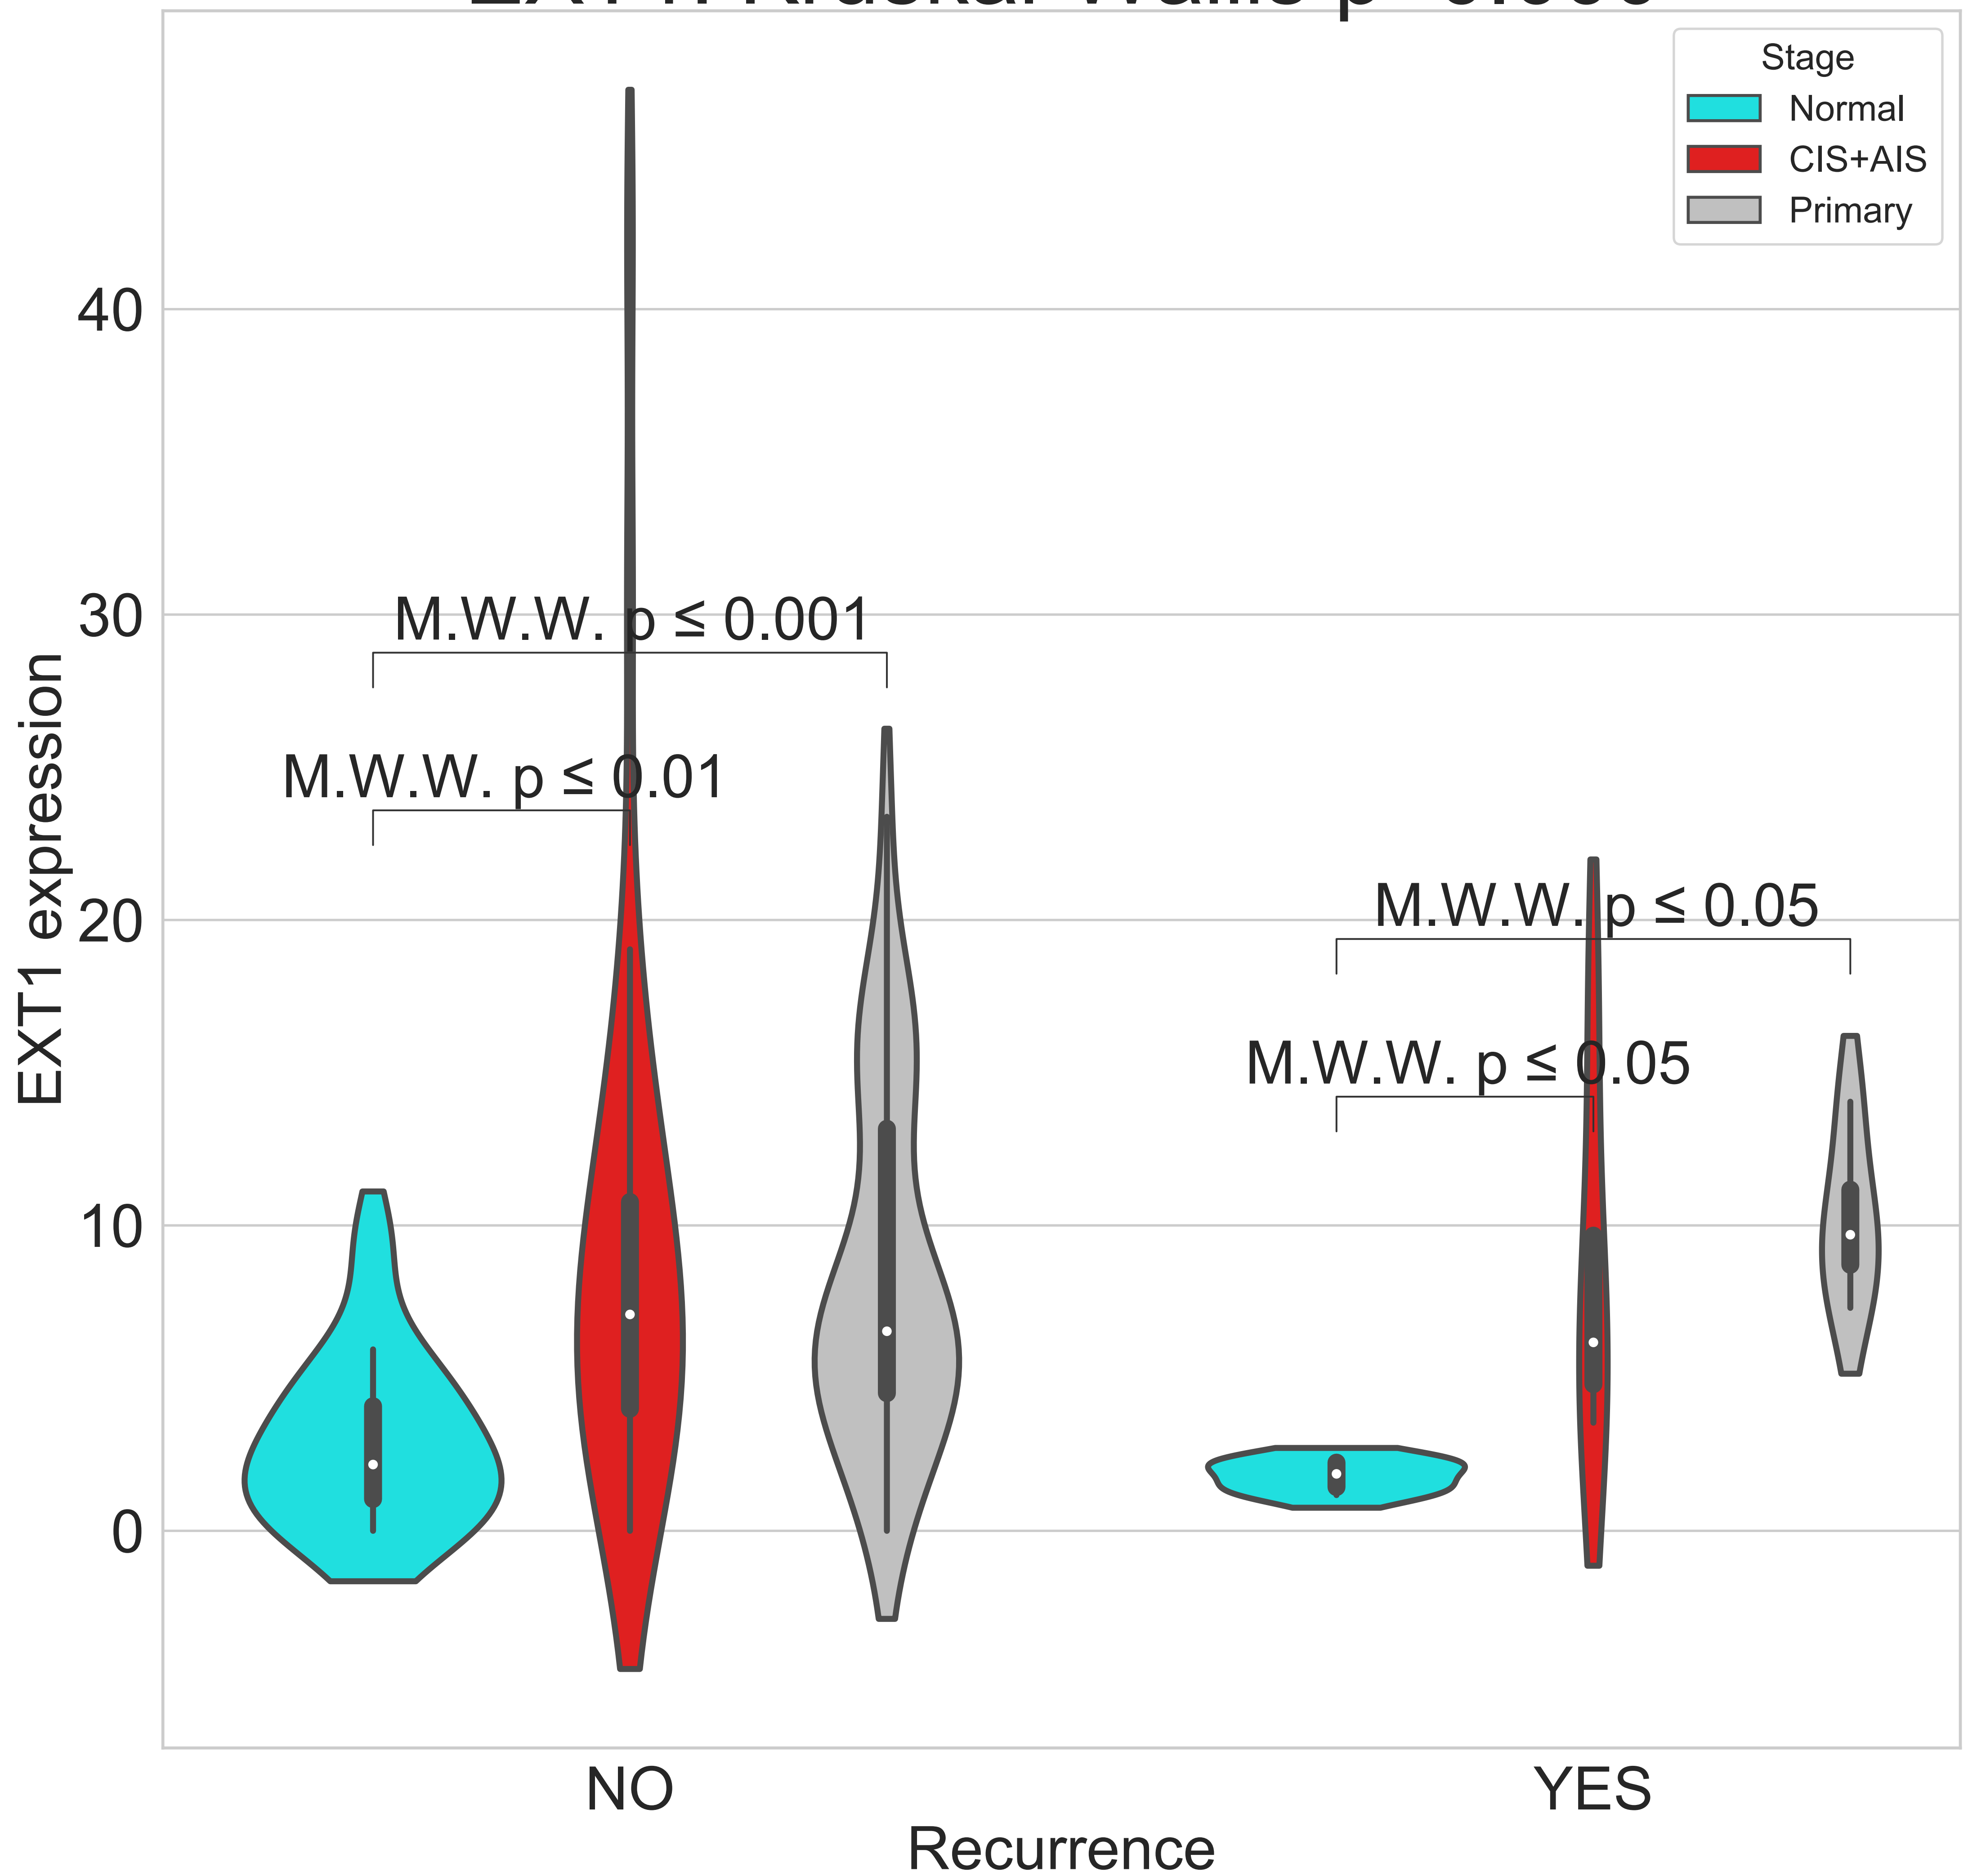 Stage
Normal
CIS+AIS
Primary
40
30
20
10
0
EXT1 expression
M.W.W. p ≤ 0.001
M.W.W. p ≤ 0.01
M.W.W. p ≤ 0.05
M.W.W. p ≤ 0.05
NO
YES
Recurrence